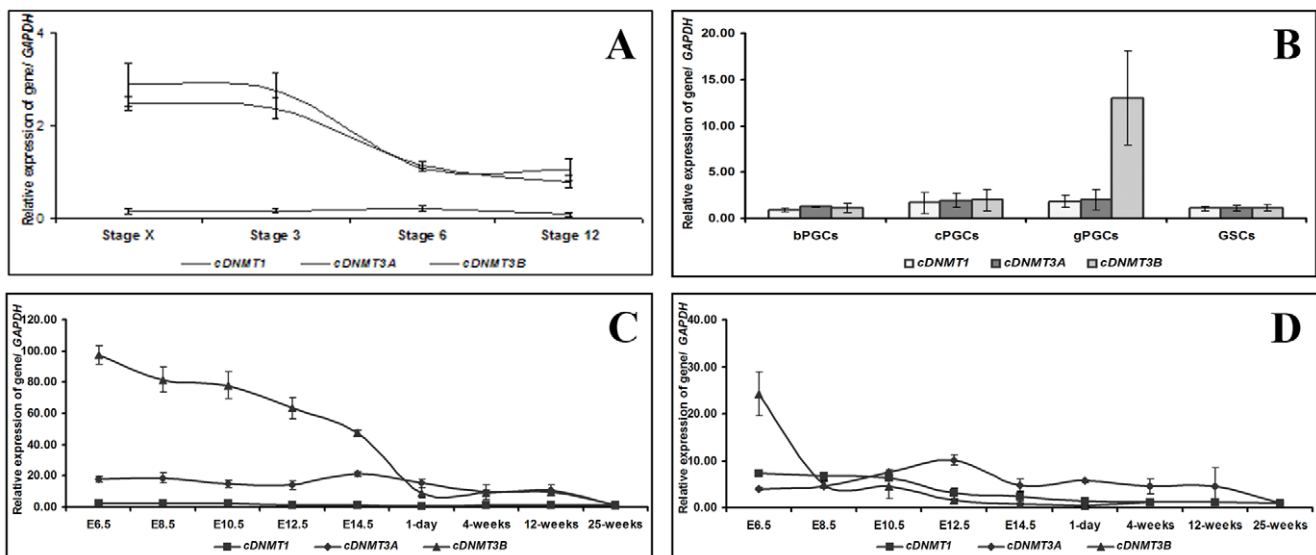 A
Relative expression of gene/ GAPDH
4
2
0
Stage X Stage 3 Stage 6 Stage 12
cDNMT1 cDNMT3A cDNMT3B
B
Relative expression of gene/ GAPDH
20.00
15.00
10.00
5.00
0.00
bPGCs cPGCs gPGCs GSCs
cDNMT1 cDNMT3A cDNMT3B
C
Relative expression of gene/ GAPDH
120.00
100.00
80.00
60.00
40.00
20.00
0.00
E6.5 E8.5 E10.5 E12.5 E14.5 1-day 4-weeks 12-weeks 25-weeks
cDNMT1 cDNMT3A cDNMT3B
D
Relative expression of gene/ GAPDH
40.00
30.00
20.00
10.00
0.00
E6.5 E8.5 E10.5 E12.5 E14.5 1-day 4-weeks 12-weeks 25-weeks
cDNMT1 cDNMT3A cDNMT3B